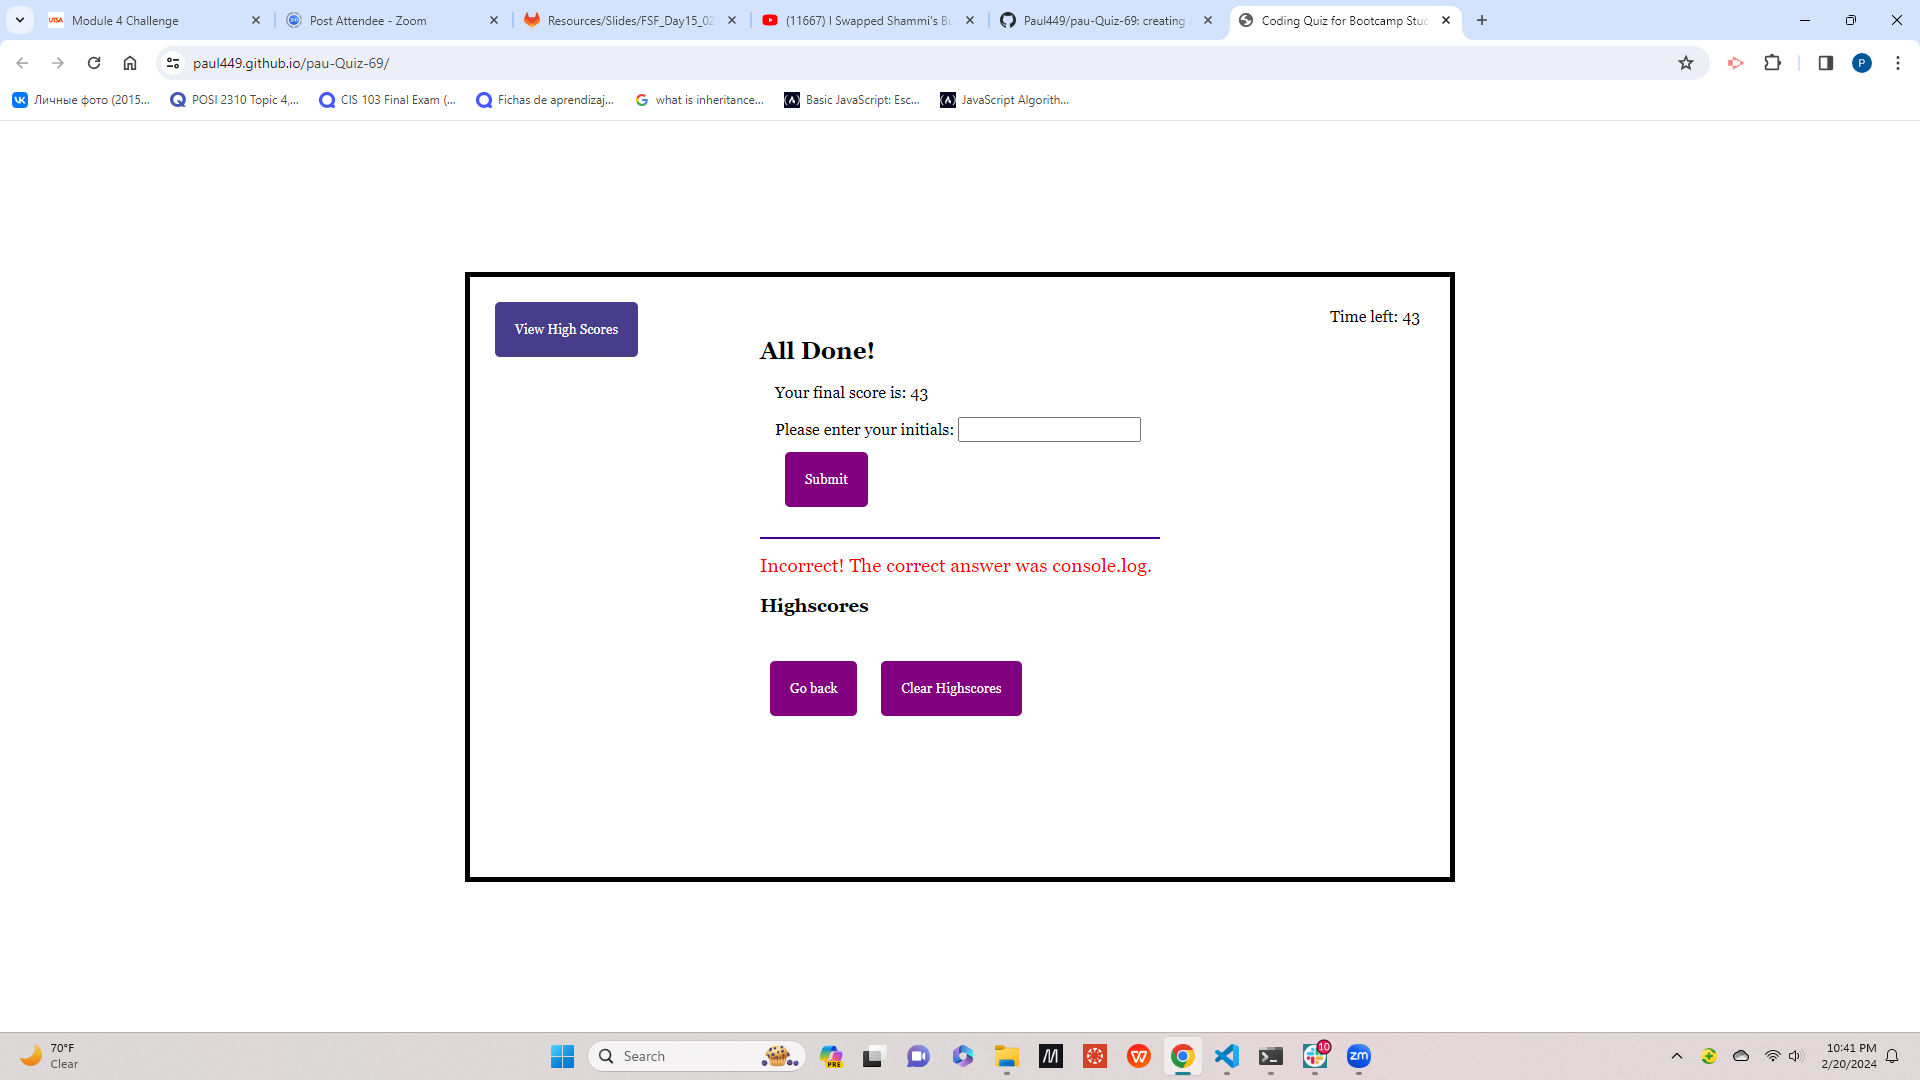 Module 4 Challenge
Post Attendee - Zoom
Resources/Slides/FSF_Day15_02
(11667) I Swapped Shammi's Bu
Paul449/pau-Quiz-69: creating
Coding Quiz for Bootcamp Stud
paul449.github.io/pau-Quiz-69/
P
Личные фото (2015...
POSI 2310 Topic 4,...
CIS 103 Final Exam (...
Fichas de aprendizaj...
what is inheritance...
Basic JavaScript: Esc...
JavaScript Algorith...
View High Scores
Time left: 43
All Done!
Your final score is: 43
Please enter your initials:
Submit
Incorrect! The correct answer was console.log.
Highscores
Go back
Clear Highscores
70°F
Clear
Search
PRE
10
zm
10:41 PM
2/20/2024